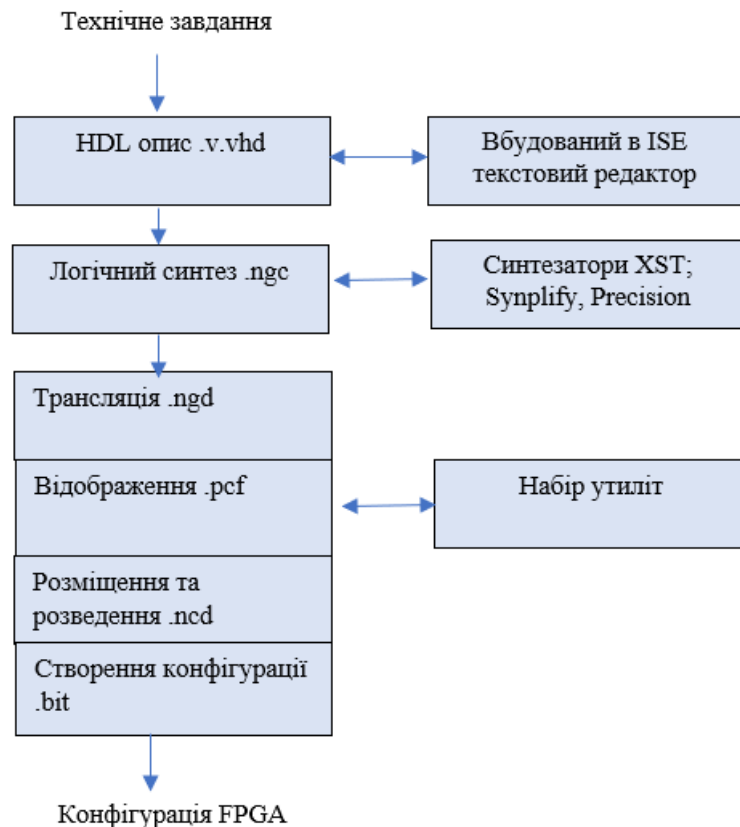 Технічне завдання
HDL опис .v.vhd
Вбудований в ISE
текстовий редактор
Логічний синтез .ngc
Синтезатори XST;
Synplify, Precision
Трансляція .ngd
Відображення .pcf
Набір утиліт
Розміщення та
розведення .ncd
Створення конфігурації
.bit
Конфігурація FPGA